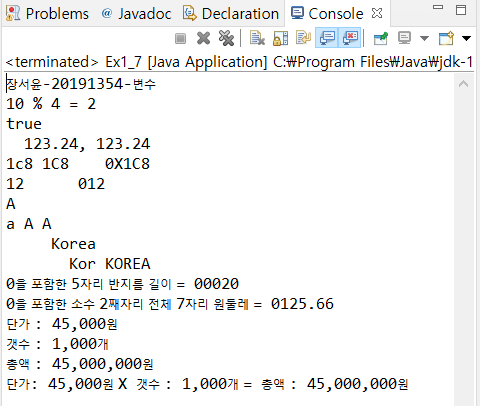 Problems @ Javadoc Declaration Console
<terminated> Ex1_7 [Java Application] C:₩Program Files₩Java₩jdk-1
장서윤-20191354-변수
10 % 4 = 2
true
  123.24, 123.24
1c8 1C8    0X1C8
12      012
A
a A A
     Korea
       Kor KOREA
0을 포함한 5자리 반지름 길이 = 00020
0을 포함한 소수 2째자리 전체 7자리 원둘레 = 0125.66
단가 : 45,000원
갯수 : 1,000개
총액 : 45,000,000원
단가: 45,000원 X 갯수 : 1,000개 = 총액 : 45,000,000원